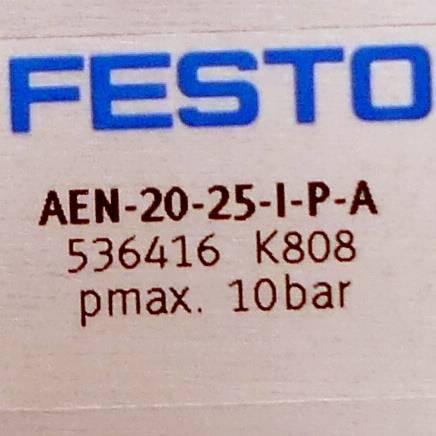 FESTO
AEN-20-25-I-P-A
536416 K808
pmax. 10bar